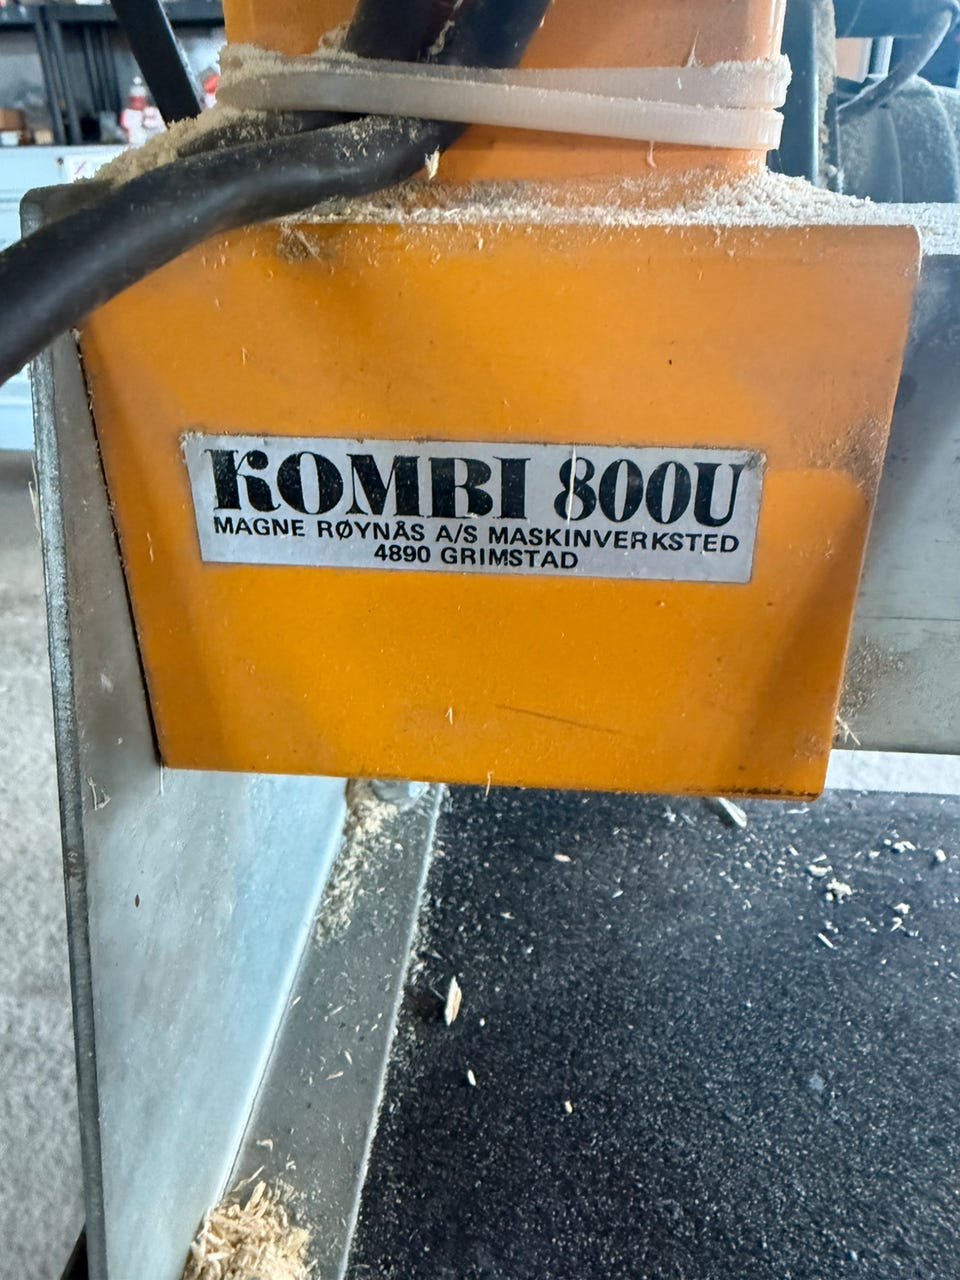 KOMBI 800U
MAGNE RØYNÅS A/S MASKINVERKSTED
4890 GRIMSTAD